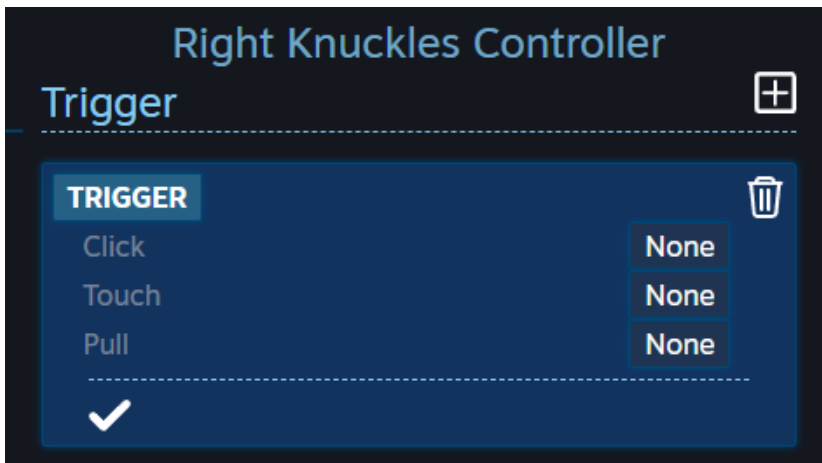 Right Knuckles Controller
Trigger
TRIGGER
Click None
Touch None
Pull None